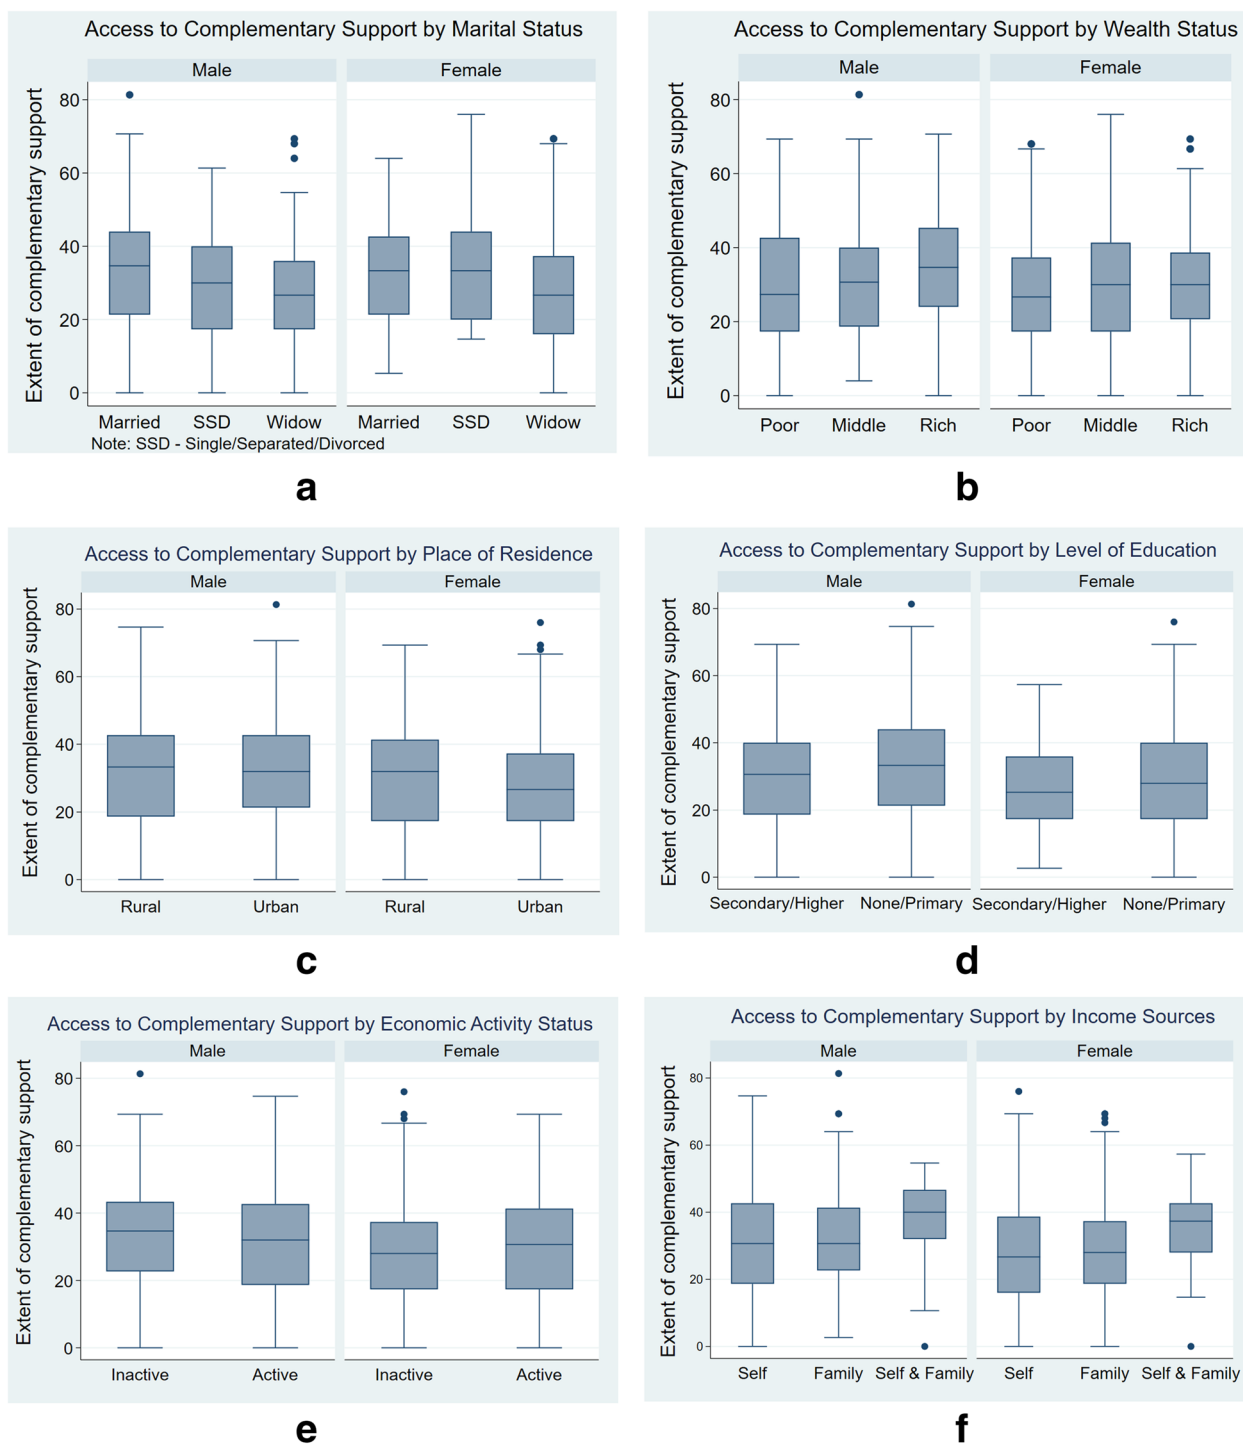 Access to Complementary Support by Marital Status
Male Female
Extent of complementary support
80
60
40
20
0
Married SSD Widow Married SSD Widow
Note: SSD - Single/Separated/Divorced
a
Access to Complementary Support by Wealth Status
Male Female
Extent of complementary support
80
60
40
20
0
Poor Middle Rich Poor Middle Rich
b
Access to Complementary Support by Place of Residence
Male Female
Extent of complementary support
80
60
40
20
0
Rural Urban Rural Urban
c
Access to Complementary Support by Level of Education
Male Female
Extent of complementary support
80
60
40
20
0
Secondary/Higher None/Primary Secondary/Higher None/Primary
d
Access to Complementary Support by Economic Activity Status
Male Female
Extent of complementary support
80
60
40
20
0
Inactive Active Inactive Active
e
Access to Complementary Support by Income Sources
Male Female
Extent of complementary support
80
60
40
20
0
Self Family Self & Family Self Family Self & Family
f